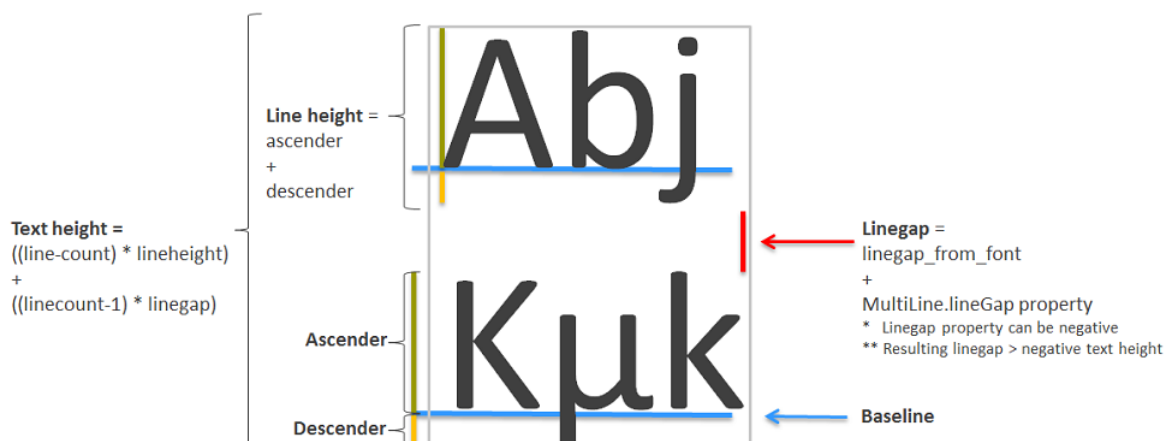 Abj
Line height =
ascender
+
descender
Text height =
((line-count) * lineheight)
+
((linecount-1) * linegap)
Linegap =
linegap_from_font
+
MultiLine.lineGap property
* Linegap property can be negative
** Resulting linegap > negative text height
Kμk
Ascender
Baseline
Descender